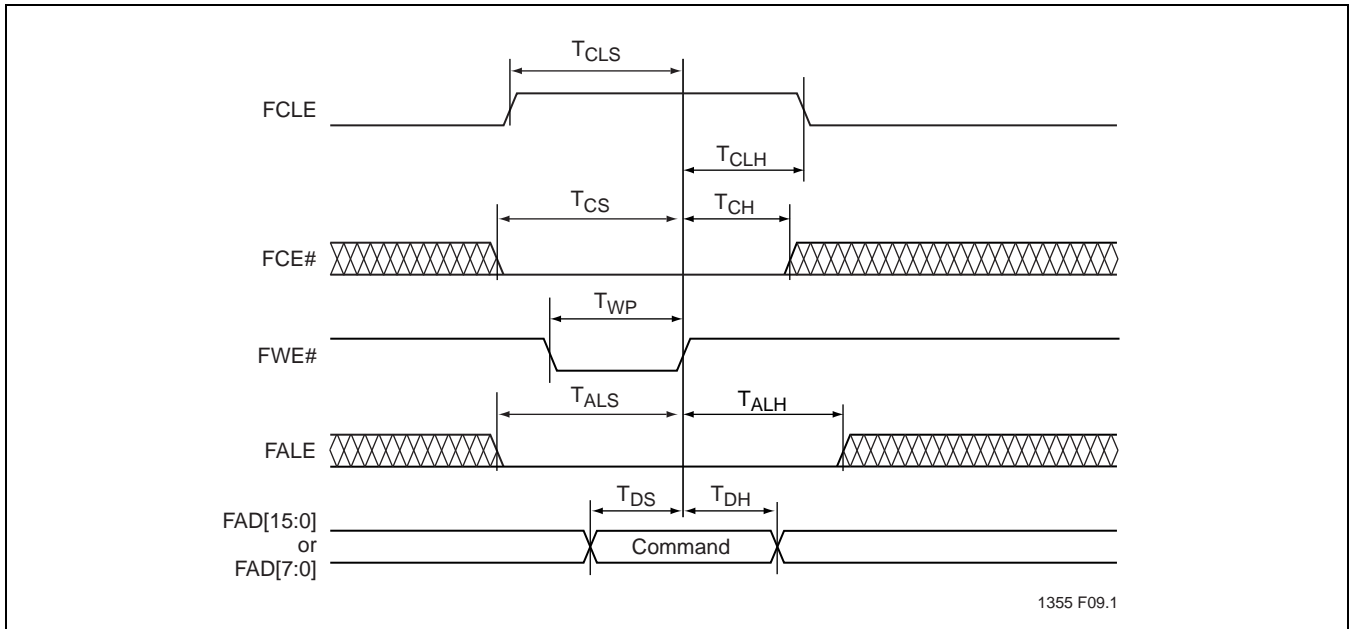 TCLS
FCLE
TCLH
TCS
TCH
FCE#
TWP
FWE#
TALS
TALH
FALE
TDS
TDH
FAD[15:0]
or
FAD[7:0]
Command
1355 F09.1